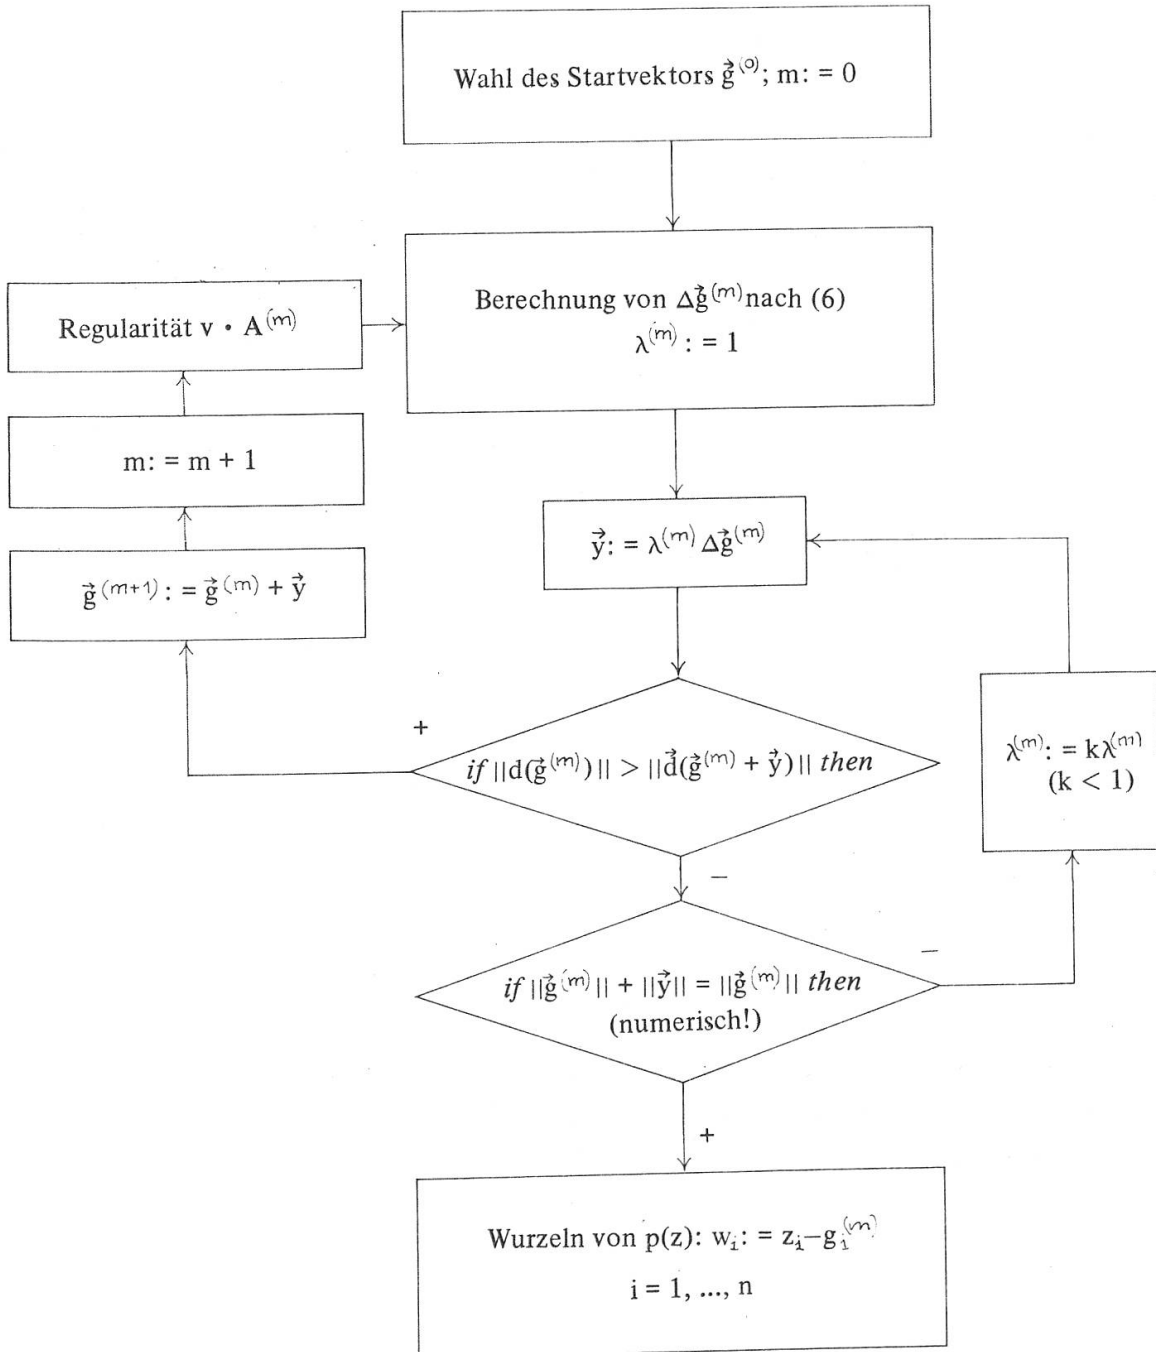 Wahl des Startvektors g⃗⁽⁰⁾; m: = 0
Berechnung von Δg⃗⁽ᵐ⁾ nach (6)
λ⁽ᵐ⁾ : = 1
Regularität v • A⁽ᵐ⁾
m: = m + 1
g⃗⁽ᵐ⁺¹⁾ : = g⃗⁽ᵐ⁾ + y⃗
y⃗: = λ⁽ᵐ⁾ Δg⃗⁽ᵐ⁾
+
if ||d(g⃗⁽ᵐ⁾)|| > ||d⃗(g⃗⁽ᵐ⁾ + y⃗)|| then
λ⁽ᵐ⁾: = kλ⁽ᵐ⁾
(k < 1)
−
−
if ||g⃗⁽ᵐ⁾|| + ||y⃗|| = ||g⃗⁽ᵐ⁾|| then
(numerisch!)
+
Wurzeln von p(z): wᵢ: = zᵢ−gᵢ⁽ᵐ⁾
i = 1, ..., n